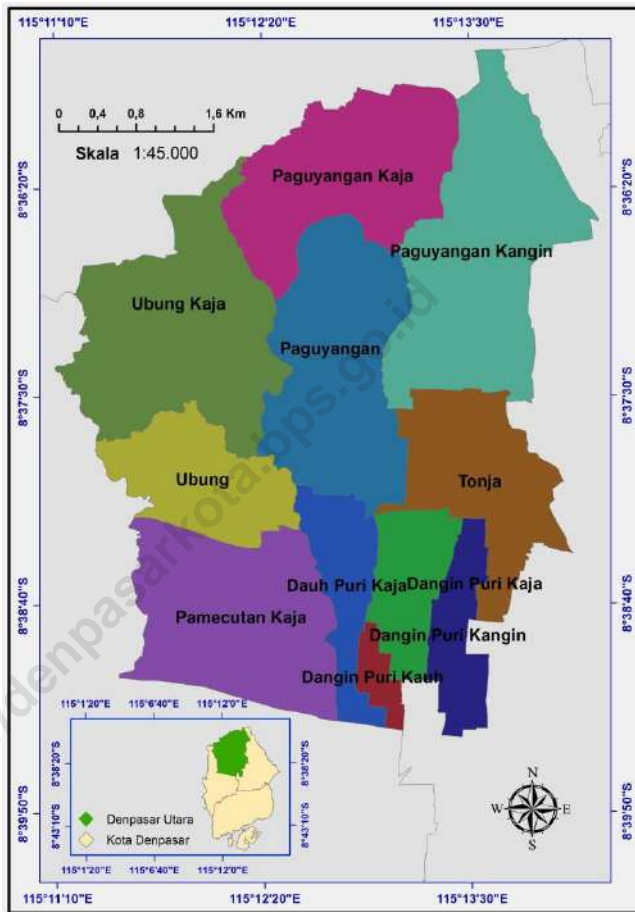 115°11'10"E 115°12'20"E 115°13'30"E
0 0,4 0,8 1,6 Km
Skala 1:45.000
8°36'20"S 8°36'20"S
Paguyangan Kaja
Paguyangan Kangin
Ubung Kaja
Paguyangan
8°37'30"S 8°37'30"S
Ubung
Tonja
Dauh Puri Kaja
Dangin Puri Kaja
8°38'40"S 8°38'40"S
Pamecutan Kaja
Dangin Puri Kangin
Dangin Puri Kauh
115°1'20"E 115°6'40"E 115°12'0"E
8°38'20"S 8°38'20"S
Denpasar Utara
8°43'10"S 8°43'10"S
Kota Denpasar
115°1'20"E 115°6'40"E 115°12'0"E
N
W E
S
8°39'50"S 8°39'50"S
115°11'10"E 115°12'20"E 115°13'30"E
/denpasarkota.bps.go.id